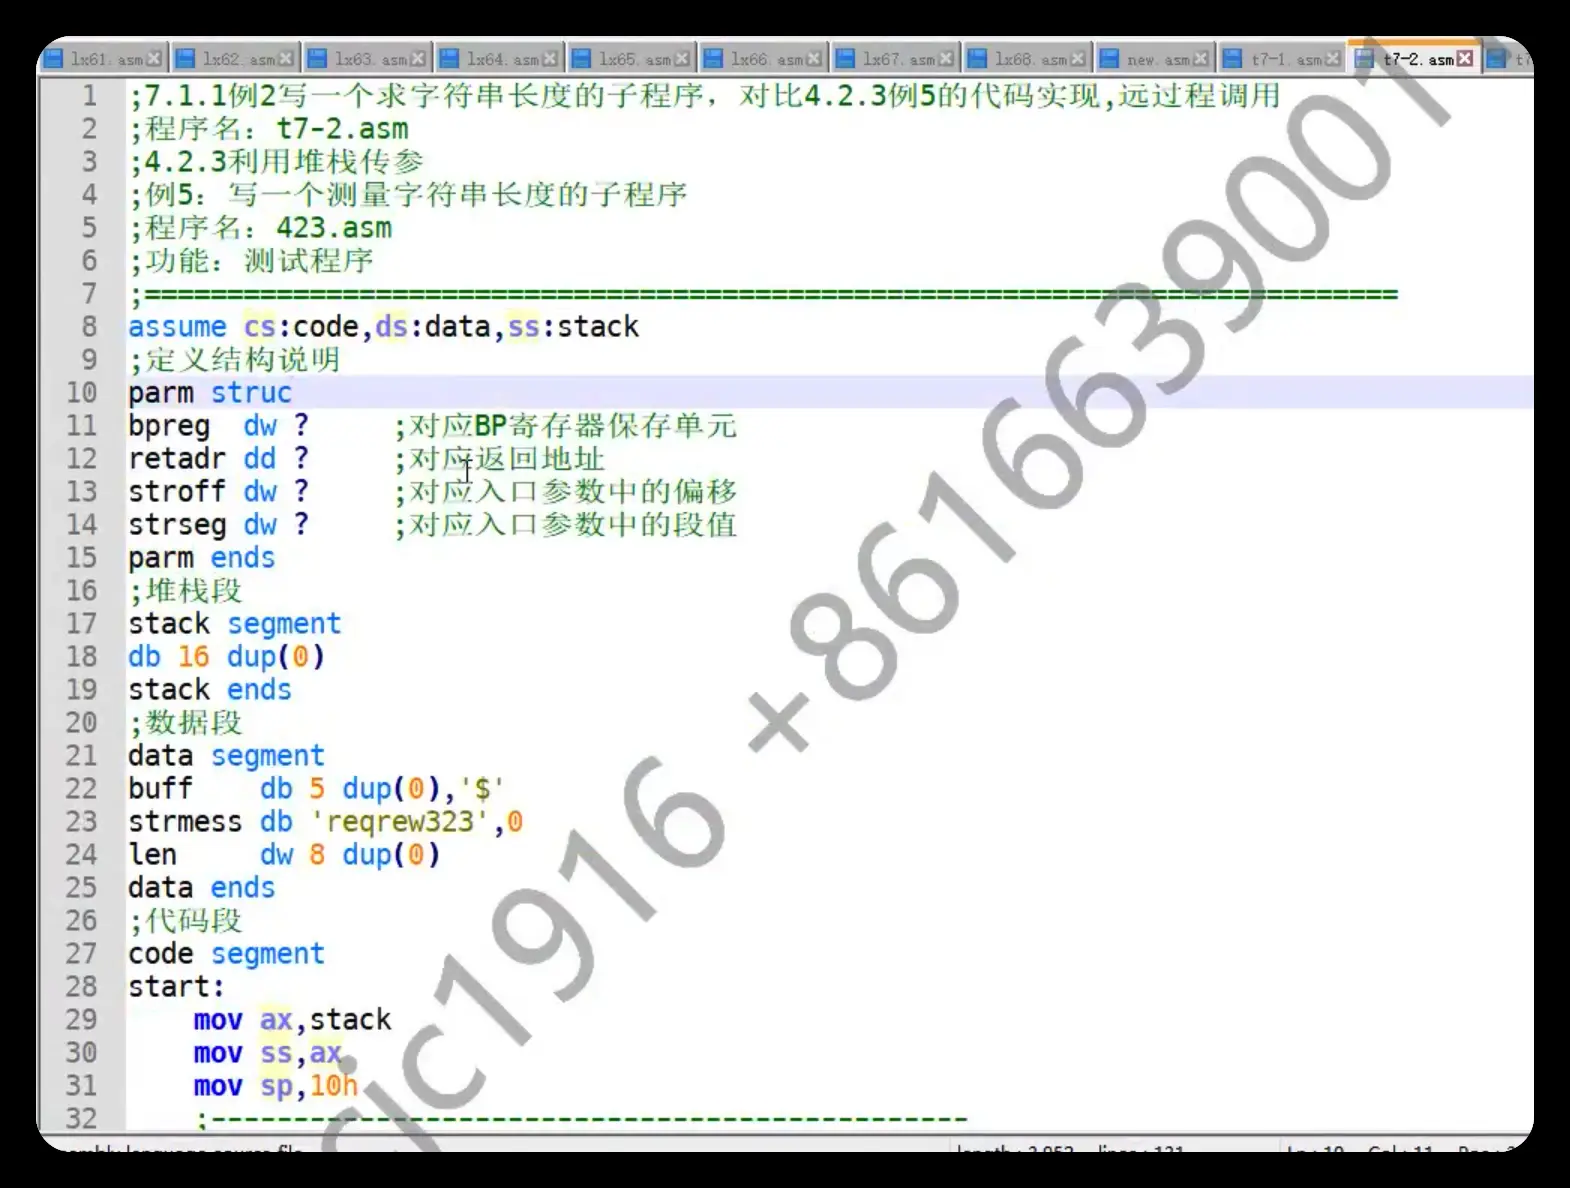 lx61.asm lx62.asm lx63.asm lx64.asm lx65.asm lx66.asm lx67.asm lx68.asm new.asm t7-1.asm t7-2.asm
1 ;7.1.1例2写一个求字符串长度的子程序，对比4.2.3例5的代码实现,远过程调用
2 ;程序名：t7-2.asm
3 ;4.2.3利用堆栈传参
4 ;例5：写一个测量字符串长度的子程序
5 ;程序名：423.asm
6 ;功能：测试程序
7 ;============================================================================
8 assume cs:code,ds:data,ss:stack
9 ;定义结构说明
10 parm struc
11 bpreg dw ? ;对应BP寄存器保存单元
12 retadr dd ? ;对应返回地址
13 stroff dw ? ;对应入口参数中的偏移
14 strseg dw ? ;对应入口参数中的段值
15 parm ends
16 ;堆栈段
17 stack segment
18 db 16 dup(0)
19 stack ends
20 ;数据段
21 data segment
22 buff db 5 dup(0),'$'
23 strmess db 'reqrew323',0
24 len dw 8 dup(0)
25 data ends
26 ;代码段
27 code segment
28 start:
29 mov ax,stack
30 mov ss,ax
31 mov sp,10h
32 ;----------------------------------------------